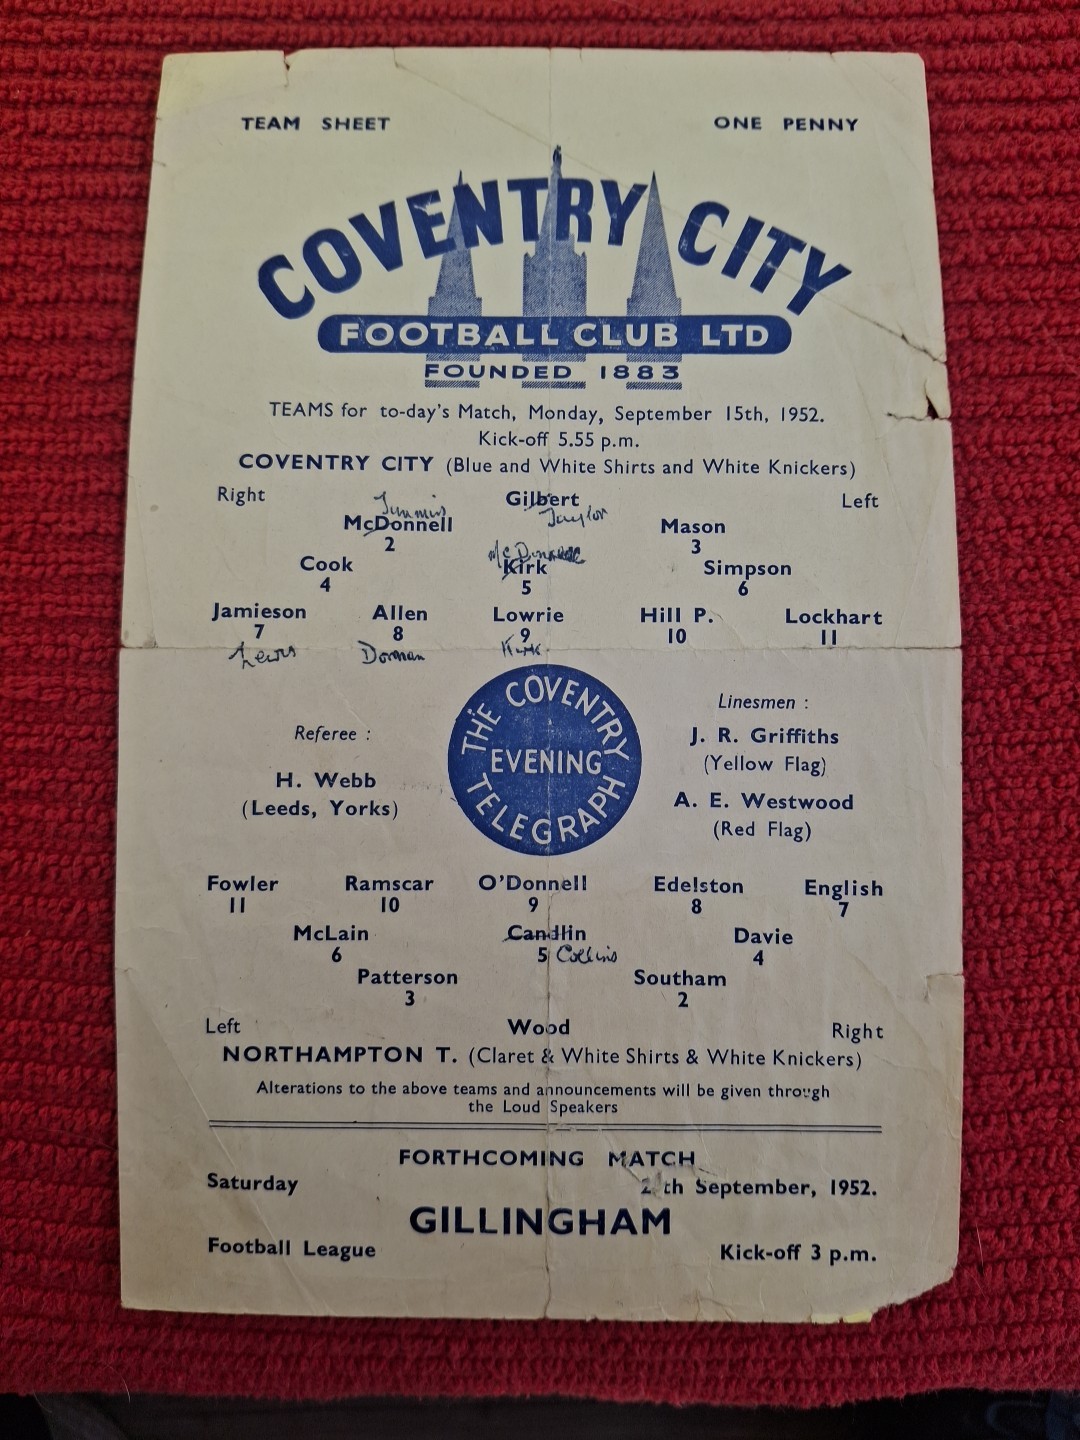 TEAM SHEET ONE PENNY
COVENTRY CITY
FOOTBALL CLUB LTD
FOUNDED 1883
TEAMS for to-day's Match, Monday, September 15th, 1952.
Kick-off 5.55 p.m.
COVENTRY CITY (Blue and White Shirts and White Knickers)
Right Gilbert Left
Timmins Taylor
McDonnell Mason
2 3
McDonnell
Cook Kirk Simpson
4 5 6
Jamieson Allen Lowrie Hill P. Lockhart
7 8 9 10 11
Lewis Dorman Kirk
THE COVENTRY
EVENING
TELEGRAPH
Referee :
H. Webb
(Leeds, Yorks)
Linesmen :
J. R. Griffiths
(Yellow Flag)
A. E. Westwood
(Red Flag)
Fowler Ramscar O'Donnell Edelston English
11 10 9 8 7
McLain Candlin Davie
6 5 Collins 4
Patterson Southam
3 2
Left Wood Right
NORTHAMPTON T. (Claret & White Shirts & White Knickers)
Alterations to the above teams and announcements will be given through
the Loud Speakers
FORTHCOMING MATCH
Saturday September, 1952.
GILLINGHAM
Football League Kick-off 3 p.m.